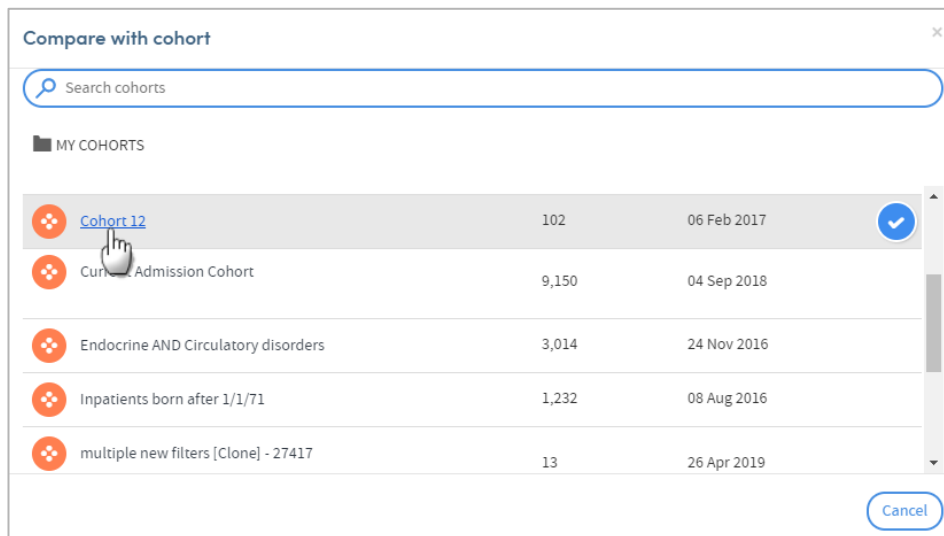 Compare with cohort
Search cohorts
MY COHORTS
Cohort 12 102 06 Feb 2017
Current Admission Cohort 9,150 04 Sep 2018
Endocrine AND Circulatory disorders 3,014 24 Nov 2016
Inpatients born after 1/1/71 1,232 08 Aug 2016
multiple new filters [Clone] - 27417 13 26 Apr 2019
Cancel